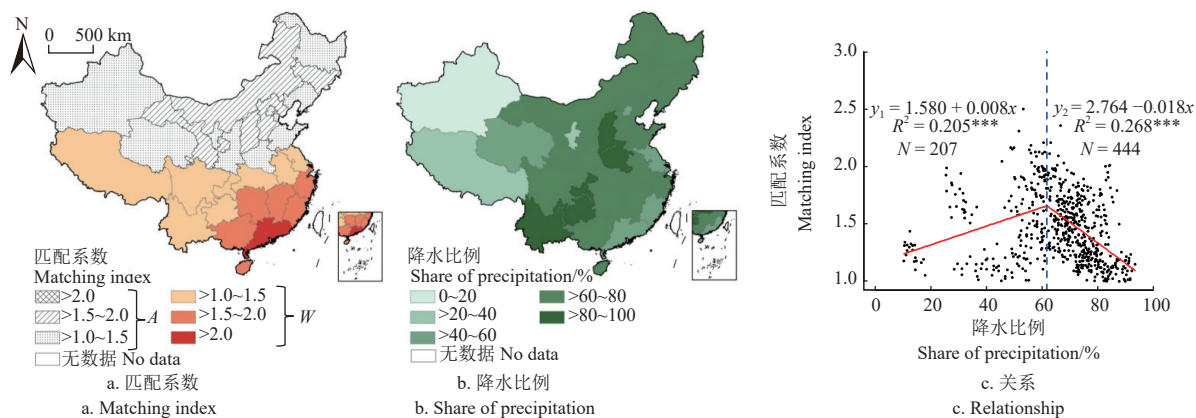 N
0 500 km
匹配系数
Matching index
>2.0
>1.5~2.0
>1.0~1.5
A
>1.0~1.5
>1.5~2.0
>2.0
W
无数据 No data
a. 匹配系数
a. Matching index
降水比例
Share of precipitation/%
0~20
>20~40
>40~60
>60~80
>80~100
无数据 No data
b. 降水比例
b. Share of precipitation
匹配系数
Matching index
3.0
2.5
2.0
1.5
1.0
y₁ = 1.580 + 0.008x
R² = 0.205***
N = 207
y₂ = 2.764 −0.018x
R² = 0.268***
N = 444
0 20 40 60 80 100
降水比例
Share of precipitation/%
c. 关系
c. Relationship